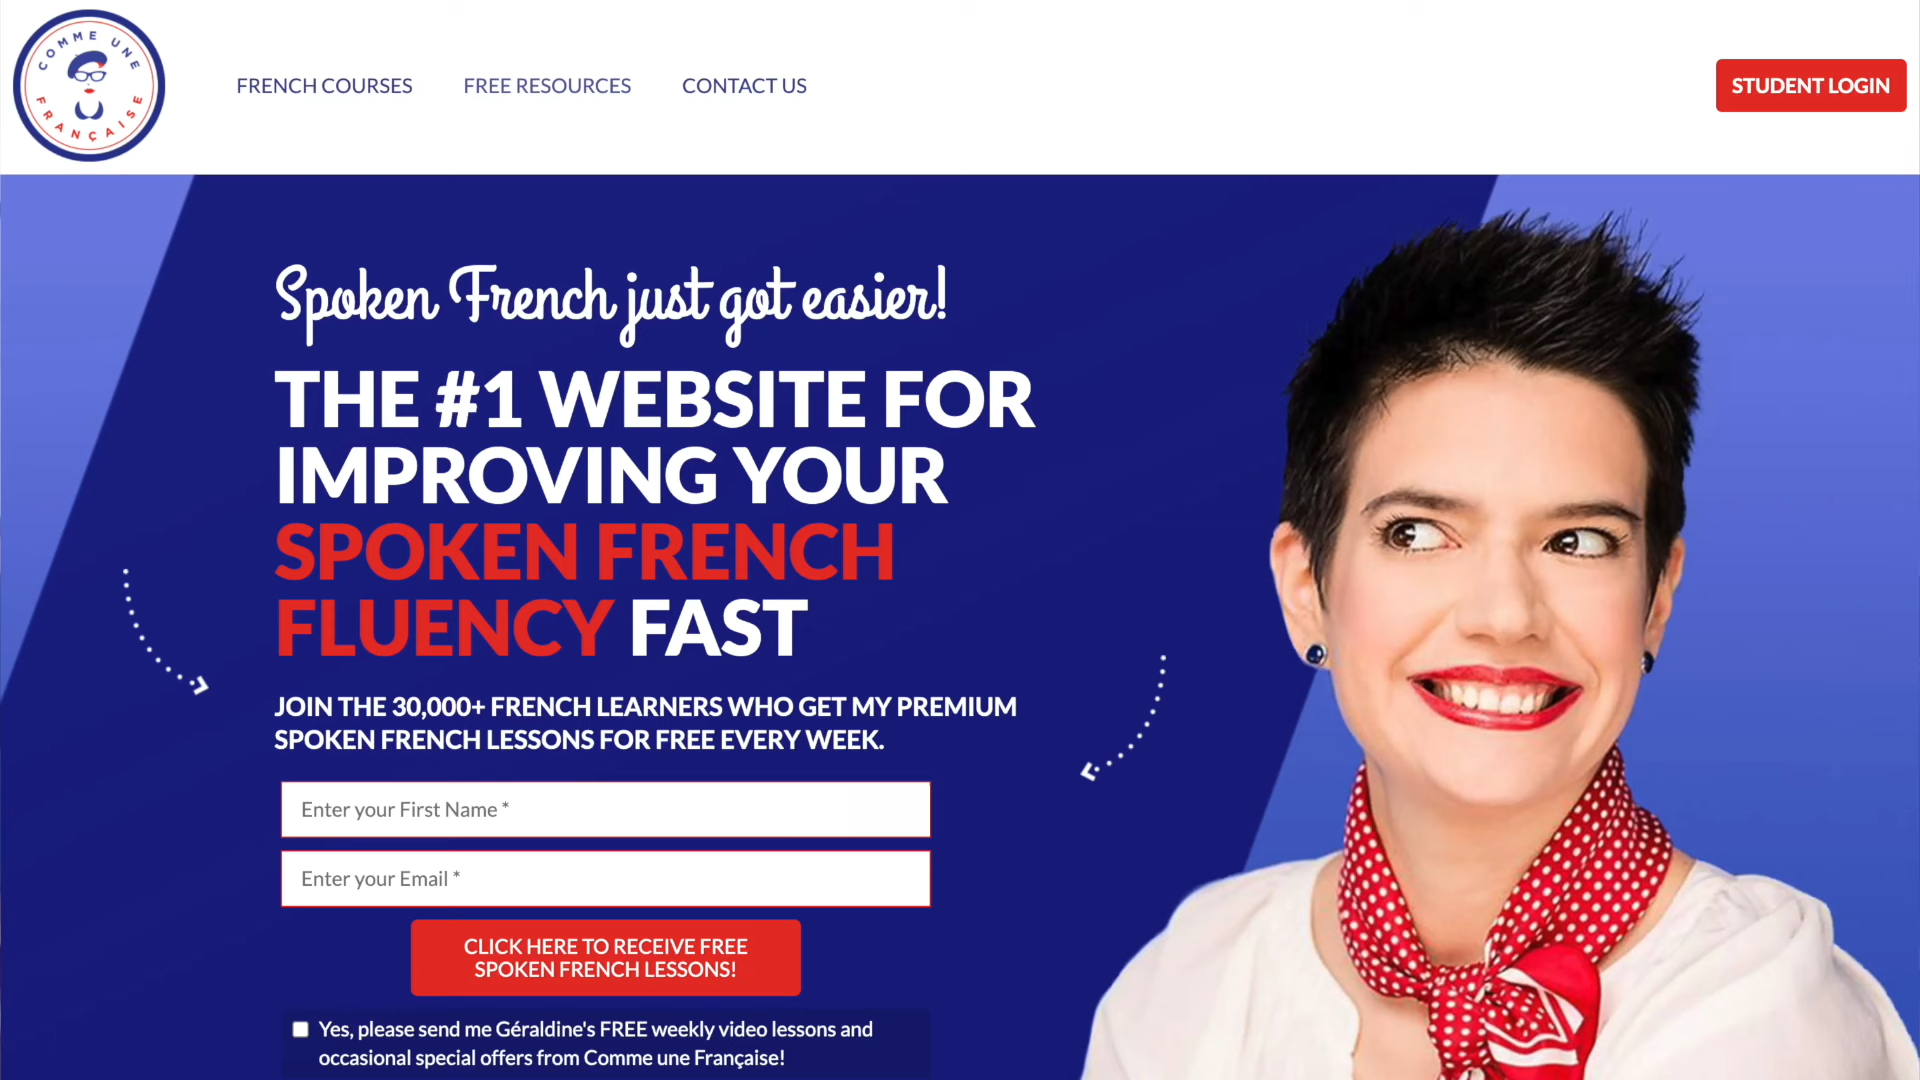 COMME UNE
FRANÇAISE
FRENCH COURSES
FREE RESOURCES
CONTACT US
STUDENT LOGIN
Spoken French just got easier!
THE #1 WEBSITE FOR
IMPROVING YOUR
SPOKEN FRENCH
FLUENCY FAST
JOIN THE 30,000+ FRENCH LEARNERS WHO GET MY PREMIUM
SPOKEN FRENCH LESSONS FOR FREE EVERY WEEK.
Enter your First Name *
Enter your Email *
CLICK HERE TO RECEIVE FREE
SPOKEN FRENCH LESSONS!
Yes, please send me Géraldine's FREE weekly video lessons and
occasional special offers from Comme une Française!